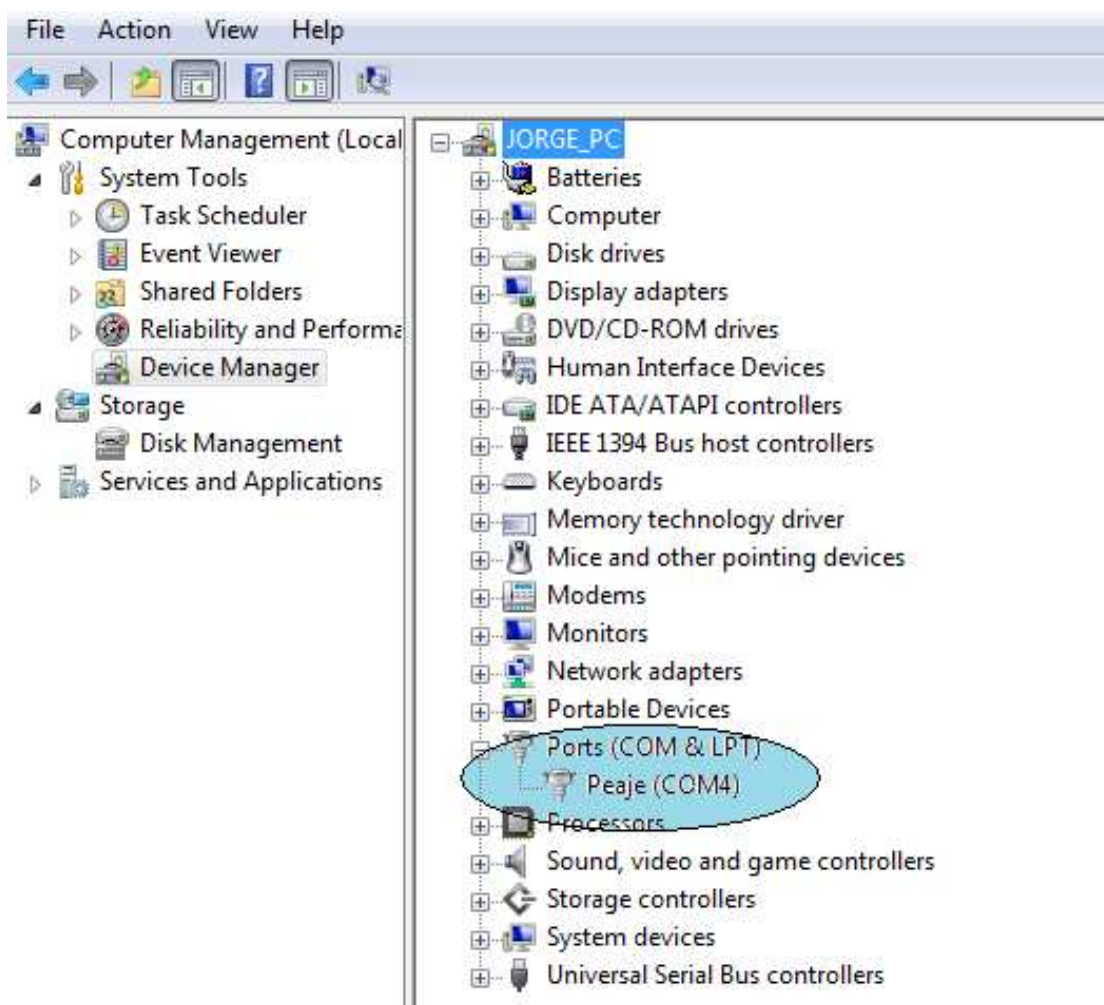 File Action View Help
Computer Management (Local
System Tools
Task Scheduler
Event Viewer
Shared Folders
Reliability and Performa
Device Manager
Storage
Disk Management
Services and Applications
JORGE_PC
Batteries
Computer
Disk drives
Display adapters
DVD/CD-ROM drives
Human Interface Devices
IDE ATA/ATAPI controllers
IEEE 1394 Bus host controllers
Keyboards
Memory technology driver
Mice and other pointing devices
Modems
Monitors
Network adapters
Portable Devices
Ports (COM & LPT)
Peaje (COM4)
Processors
Sound, video and game controllers
Storage controllers
System devices
Universal Serial Bus controllers